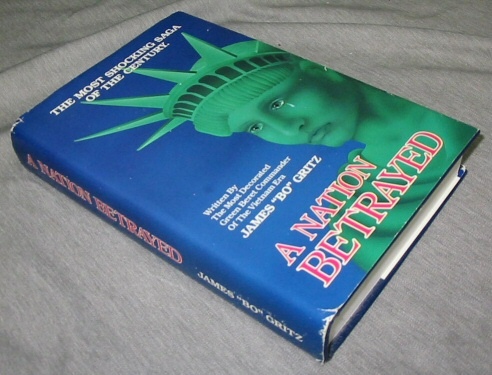 THE MOST SHOCKING SAGA
OF THE CENTURY.
Written By
The Most Decorated
Green Beret Commander
Of The Vietnam Era
JAMES "BO" GRITZ
A NATION
BETRAYED
A NATION BETRAYED
JAMES "BO" GRITZ